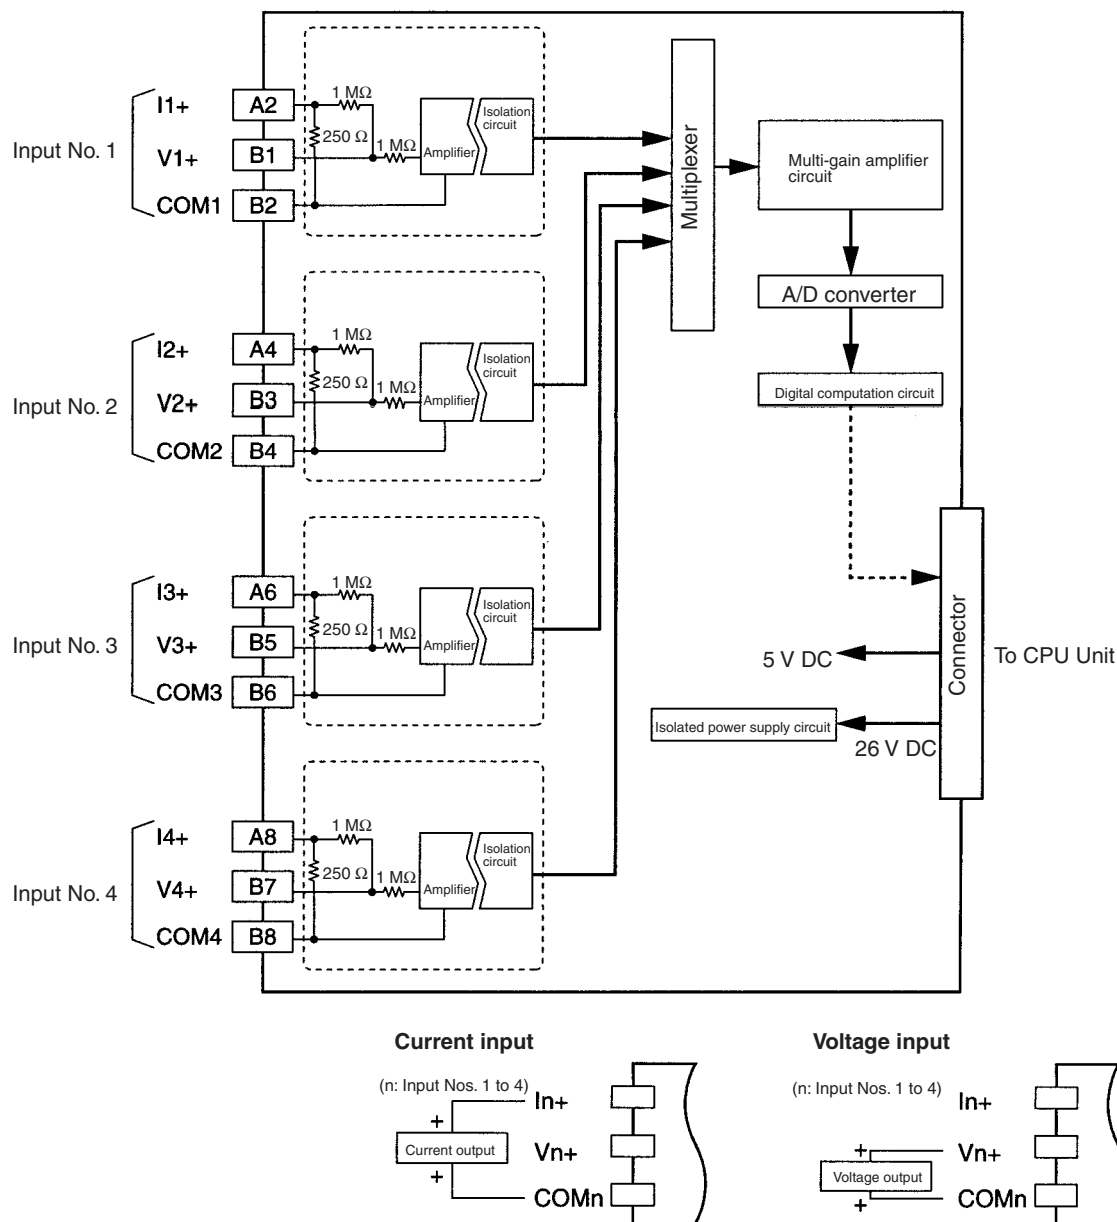 Input No. 1
I1+
A2
V1+
B1
COM1
B2
1 MΩ
250 Ω
1 MΩ
Amplifier
Isolation
circuit
Input No. 2
I2+
A4
V2+
B3
COM2
B4
1 MΩ
250 Ω
1 MΩ
Amplifier
Isolation
circuit
Input No. 3
I3+
A6
V3+
B5
COM3
B6
1 MΩ
250 Ω
1 MΩ
Amplifier
Isolation
circuit
Input No. 4
I4+
A8
V4+
B7
COM4
B8
1 MΩ
250 Ω
1 MΩ
Amplifier
Isolation
circuit
Multiplexer
Multi-gain amplifier
circuit
A/D converter
Digital computation circuit
Connector
To CPU Unit
5 V DC
Isolated power supply circuit
26 V DC
Current input
(n: Input Nos. 1 to 4)
In+
+
Current output
Vn+
+
COMn
Voltage input
(n: Input Nos. 1 to 4)
In+
+
Vn+
Voltage output
+
COMn